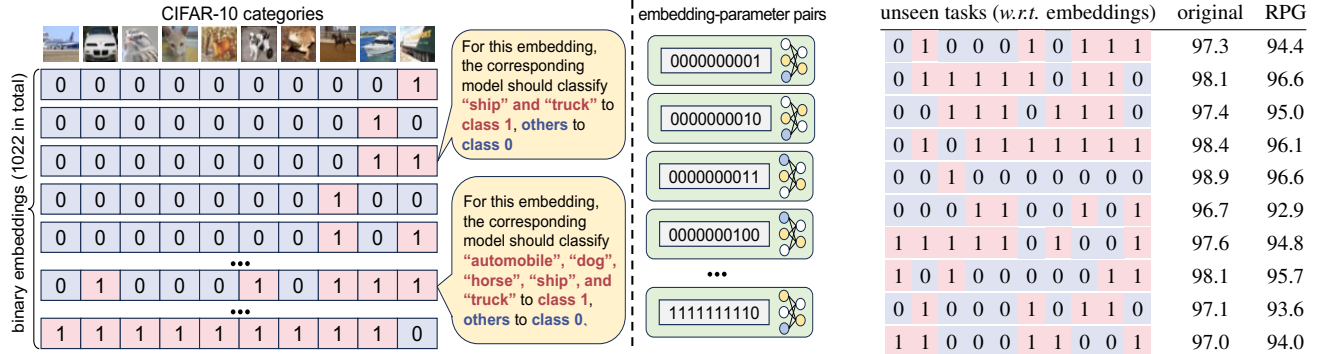 CIFAR-10 categories
binary embeddings (1022 in total)
0 0 0 0 0 0 0 0 0 1
0 0 0 0 0 0 0 0 1 0
0 0 0 0 0 0 0 0 1 1
0 0 0 0 0 0 0 1 0 0
0 0 0 0 0 0 0 1 0 1
...
0 1 0 0 0 1 0 1 1 1
...
1 1 1 1 1 1 1 1 1 0
For this embedding,
the corresponding
model should classify
“ship” and “truck” to
class 1, others to
class 0
For this embedding,
the corresponding
model should classify
“automobile”, “dog”,
“horse”, “ship”, and
“truck” to class 1,
others to class 0.
embedding-parameter pairs
0000000001
0000000010
0000000011
0000000100
...
1111111110
unseen tasks (w.r.t. embeddings) original RPG
0 1 0 0 0 1 0 1 1 1 97.3 94.4
0 1 1 1 1 1 0 1 1 0 98.1 96.6
0 0 1 1 1 0 1 1 1 0 97.4 95.0
0 1 0 1 1 1 1 1 1 1 98.4 96.1
0 0 1 0 0 0 0 0 0 0 98.9 96.6
0 0 0 1 1 0 0 1 0 1 96.7 92.9
1 1 1 1 1 0 1 0 0 1 97.6 94.8
1 0 1 0 0 0 0 0 1 1 98.1 95.7
0 1 0 0 0 1 0 1 1 0 97.1 93.6
1 1 0 0 0 1 1 0 0 1 97.0 94.0